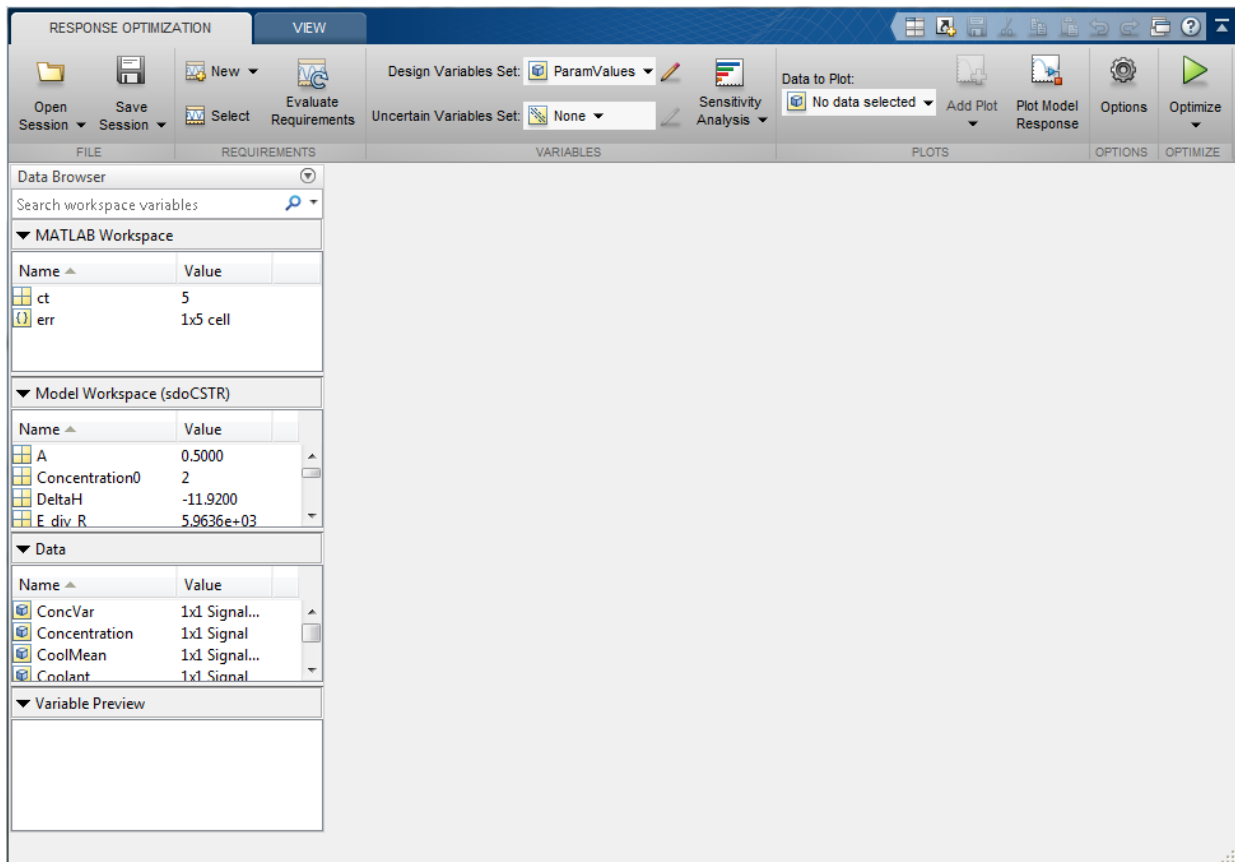 RESPONSE OPTIMIZATION VIEW
Open Session
Save Session
New
Select
Evaluate Requirements
Design Variables Set: ParamValues
Uncertain Variables Set: None
Sensitivity Analysis
Data to Plot:
No data selected
Add Plot
Plot Model Response
Options
Optimize
FILE REQUIREMENTS VARIABLES PLOTS OPTIONS OPTIMIZE
Data Browser
Search workspace variables
MATLAB Workspace
Name Value
ct 5
err 1x5 cell
Model Workspace (sdoCSTR)
Name Value
A 0.5000
Concentration0 2
DeltaH -11.9200
E_div_R 5.9636e+03
Data
Name Value
ConcVar 1x1 Signal...
Concentration 1x1 Signal
CoolMean 1x1 Signal...
Coolant 1x1 Signal
Variable Preview